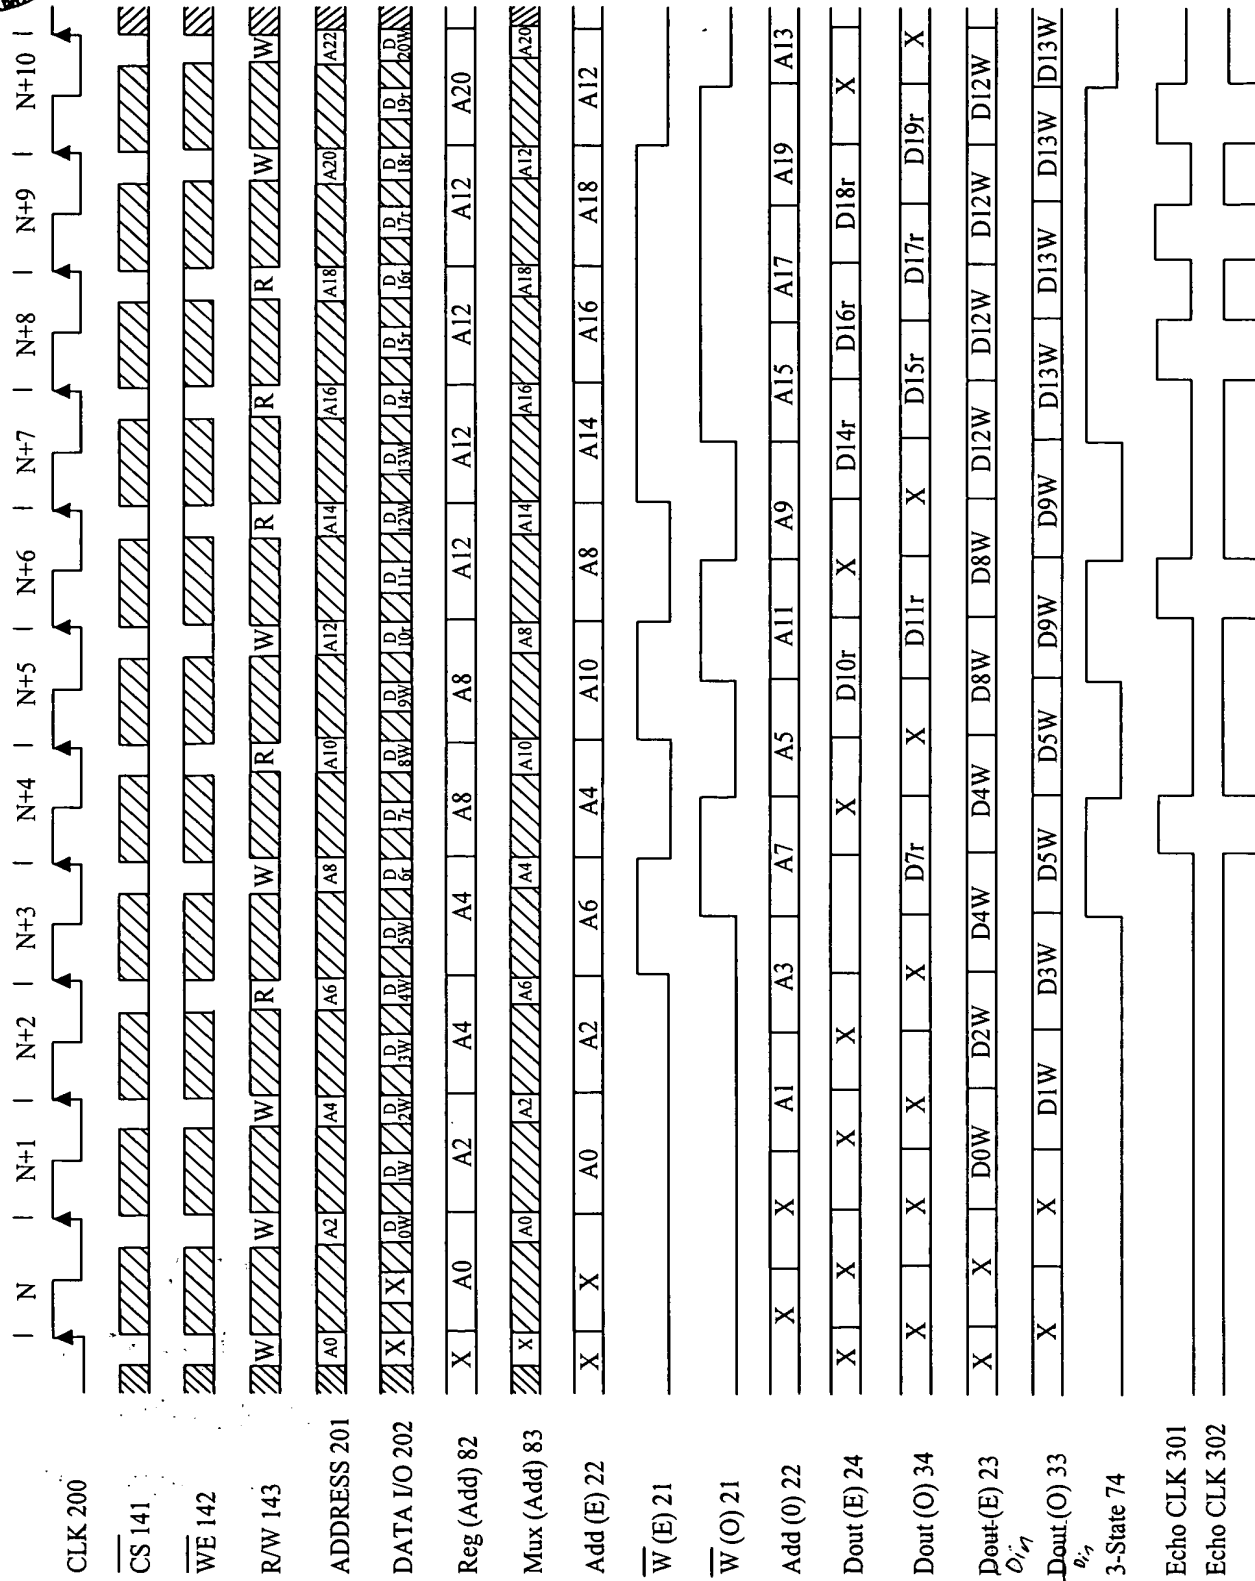 | N | N+1 | N+2 | N+3 | N+4 | N+5 | N+6 | N+7 | N+8 | N+9 | N+10 |
CLK 200
CS 141
WE 142
R/W 143 W W W R W R W R R R W W
ADDRESS 201 A0 A2 A4 A6 A8 A10 A12 A14 A16 A18 A20 A22
DATA I/O 202 X X D0W D1W D2W D3W D4W D5W D6r D7r D8W D9W D10r D11r D12W D13W D14r D15r D16r D17r D18r D19r D20W
Reg (Add) 82 X A0 A2 A4 A4 A8 A8 A12 A12 A12 A12 A20
Mux (Add) 83 X A0 A2 A6 A4 A10 A8 A14 A16 A18 A12 A20
Add (E) 22 X X A0 A2 A6 A4 A10 A8 A14 A16 A18 A12
W (E) 21
W (O) 21
Add (0) 22 X X A1 A3 A7 A5 A11 A9 A15 A17 A19 A13
Dout (E) 24 X X X X X D10r X D14r D16r D18r X
Dout (O) 34 X X X X D7r X D11r X D15r D17r D19r X
Dout (E) 23 X X D0W D2W D4W D4W D8W D8W D12W D12W D12W D12W
Din
Dout (O) 33 X X D1W D3W D5W D5W D9W D9W D13W D13W D13W D13W
Din
3-State 74
Echo CLK 301
Echo CLK 302